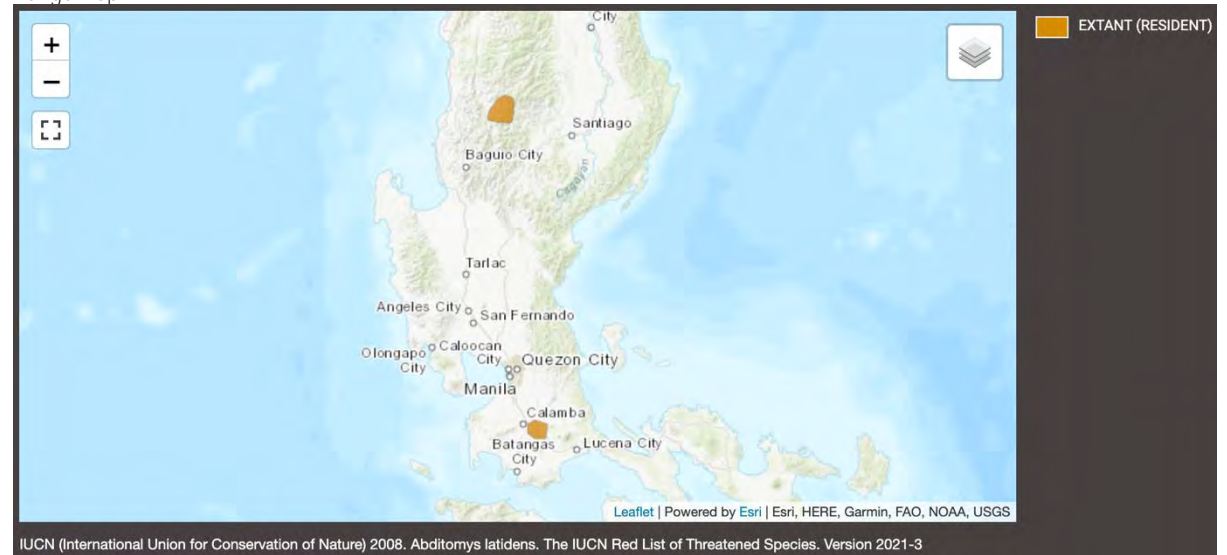 City
+
−
EXTANT (RESIDENT)
Santiago
Baguio City
Cagayan
Tarlac
Angeles City
San Fernando
Olongapo
City
Caloocan
City
Quezon City
Manila
Calamba
Batangas
City
Lucena City
Leaflet | Powered by Esri | Esri, HERE, Garmin, FAO, NOAA, USGS
IUCN (International Union for Conservation of Nature) 2008. Abditomys latidens. The IUCN Red List of Threatened Species. Version 2021-3